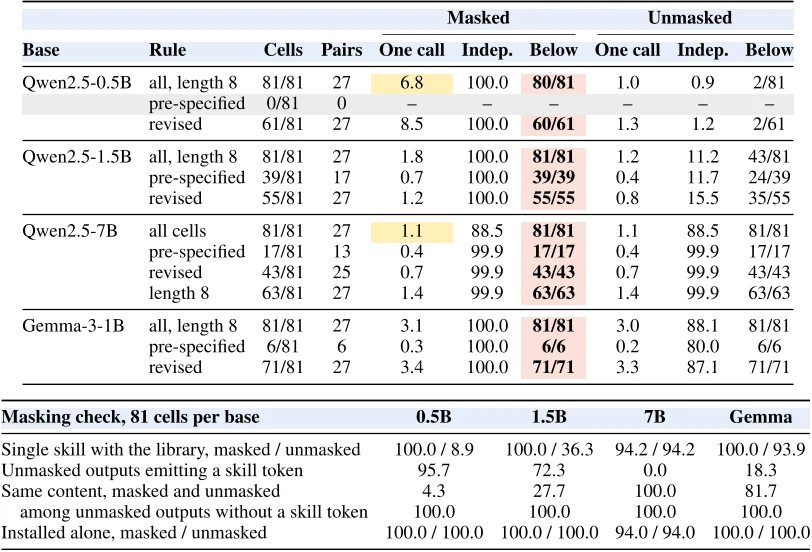 Masked Unmasked
Base Rule Cells Pairs One call Indep. Below One call Indep. Below
Qwen2.5-0.5B all, length 8 81/81 27 6.8 100.0 80/81 1.0 0.9 2/81
pre-specified 0/81 0 – – – – – –
revised 61/81 27 8.5 100.0 60/61 1.3 1.2 2/61
Qwen2.5-1.5B all, length 8 81/81 27 1.8 100.0 81/81 1.2 11.2 43/81
pre-specified 39/81 17 0.7 100.0 39/39 0.4 11.7 24/39
revised 55/81 27 1.2 100.0 55/55 0.8 15.5 35/55
Qwen2.5-7B all cells 81/81 27 1.1 88.5 81/81 1.1 88.5 81/81
pre-specified 17/81 13 0.4 99.9 17/17 0.4 99.9 17/17
revised 43/81 25 0.7 99.9 43/43 0.7 99.9 43/43
length 8 63/81 27 1.4 99.9 63/63 1.4 99.9 63/63
Gemma-3-1B all, length 8 81/81 27 3.1 100.0 81/81 3.0 88.1 81/81
pre-specified 6/81 6 0.3 100.0 6/6 0.2 80.0 6/6
revised 71/81 27 3.4 100.0 71/71 3.3 87.1 71/71
Masking check, 81 cells per base 0.5B 1.5B 7B Gemma
Single skill with the library, masked / unmasked 100.0 / 8.9 100.0 / 36.3 94.2 / 94.2 100.0 / 93.9
Unmasked outputs emitting a skill token 95.7 72.3 0.0 18.3
Same content, masked and unmasked 4.3 27.7 100.0 81.7
among unmasked outputs without a skill token 100.0 100.0 100.0 100.0
Installed alone, masked / unmasked 100.0 / 100.0 100.0 / 100.0 94.0 / 94.0 100.0 / 100.0